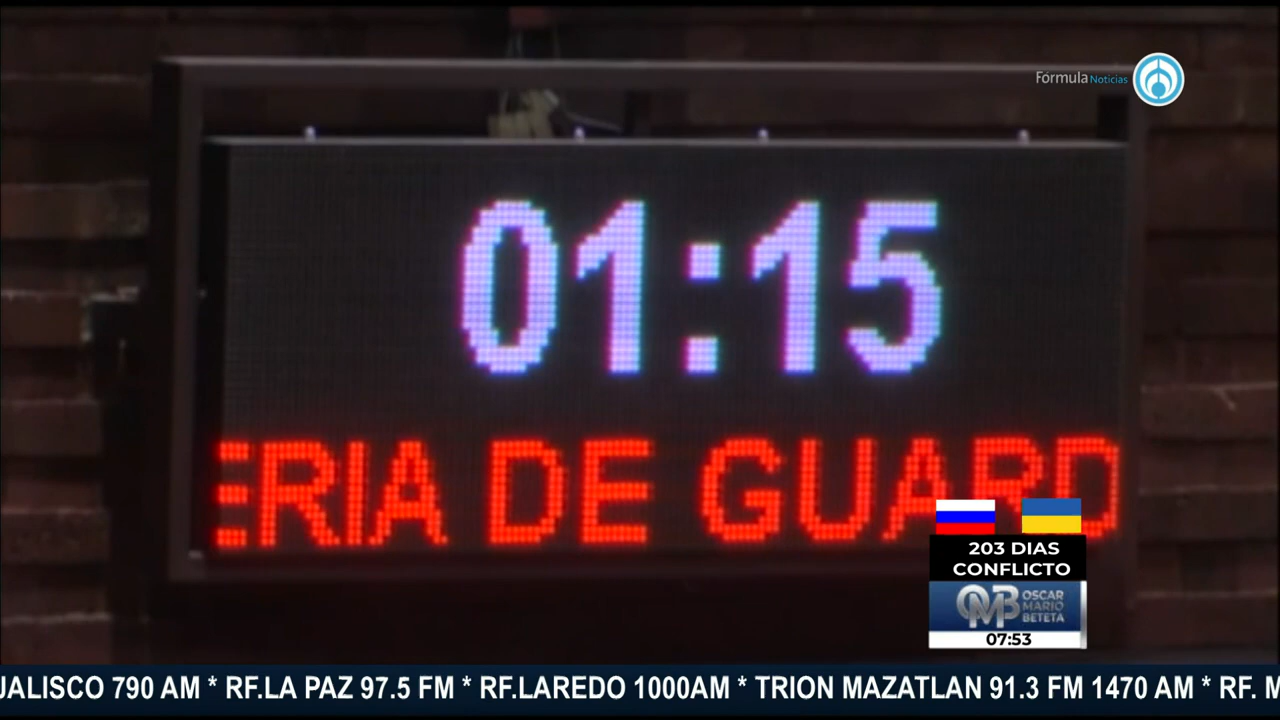 Fórmula Noticias
01:15
ERIA DE GUARD
203 DIAS
CONFLICTO
OMB OSCAR
MARIO
BETETA
07:53
JALISCO 790 AM * RF.LA PAZ 97.5 FM * RF.LAREDO 1000AM * TRION MAZATLAN 91.3 FM 1470 AM * RF. M